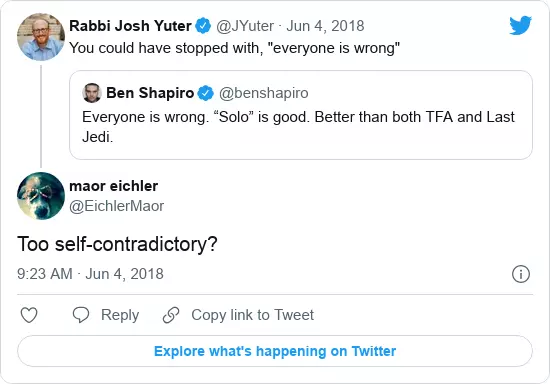 Rabbi Josh Yuter @JYuter · Jun 4, 2018
You could have stopped with, "everyone is wrong"
Ben Shapiro @benshapiro
Everyone is wrong. “Solo” is good. Better than both TFA and Last
Jedi.
maor eichler
@EichlerMaor
Too self-contradictory?
9:23 AM · Jun 4, 2018
Reply Copy link to Tweet
Explore what's happening on Twitter